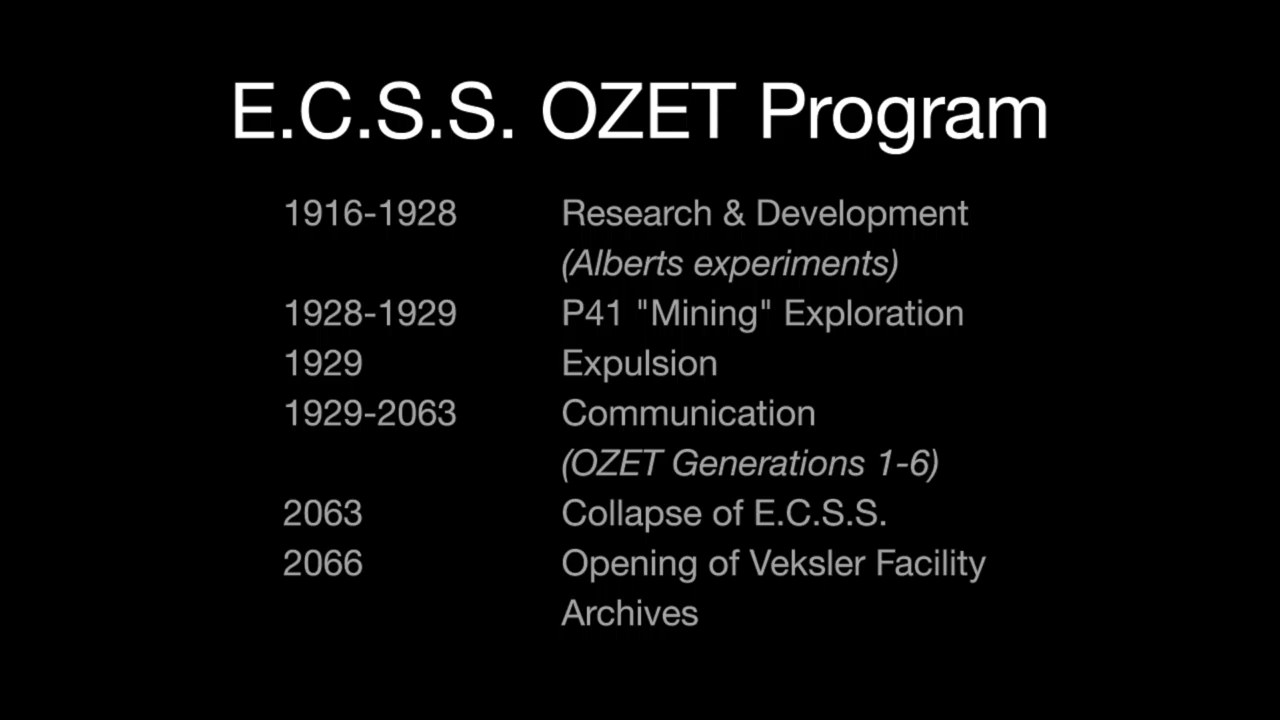 E.C.S.S. OZET Program
1916-1928 Research & Development
(Alberts experiments)
1928-1929 P41 "Mining" Exploration
1929 Expulsion
1929-2063 Communication
(OZET Generations 1-6)
2063 Collapse of E.C.S.S.
2066 Opening of Veksler Facility
Archives